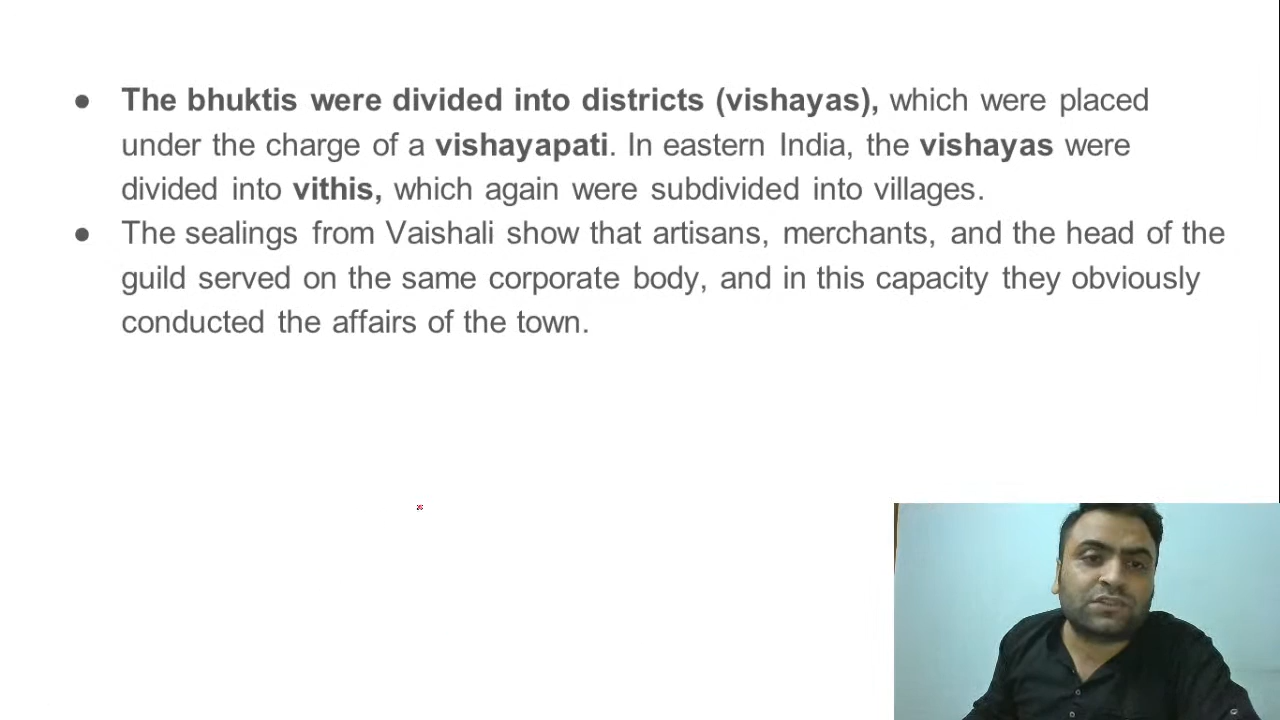 ● The bhuktis were divided into districts (vishayas), which were placed
under the charge of a vishayapati. In eastern India, the vishayas were
divided into vithis, which again were subdivided into villages.
● The sealings from Vaishali show that artisans, merchants, and the head of the
guild served on the same corporate body, and in this capacity they obviously
conducted the affairs of the town.